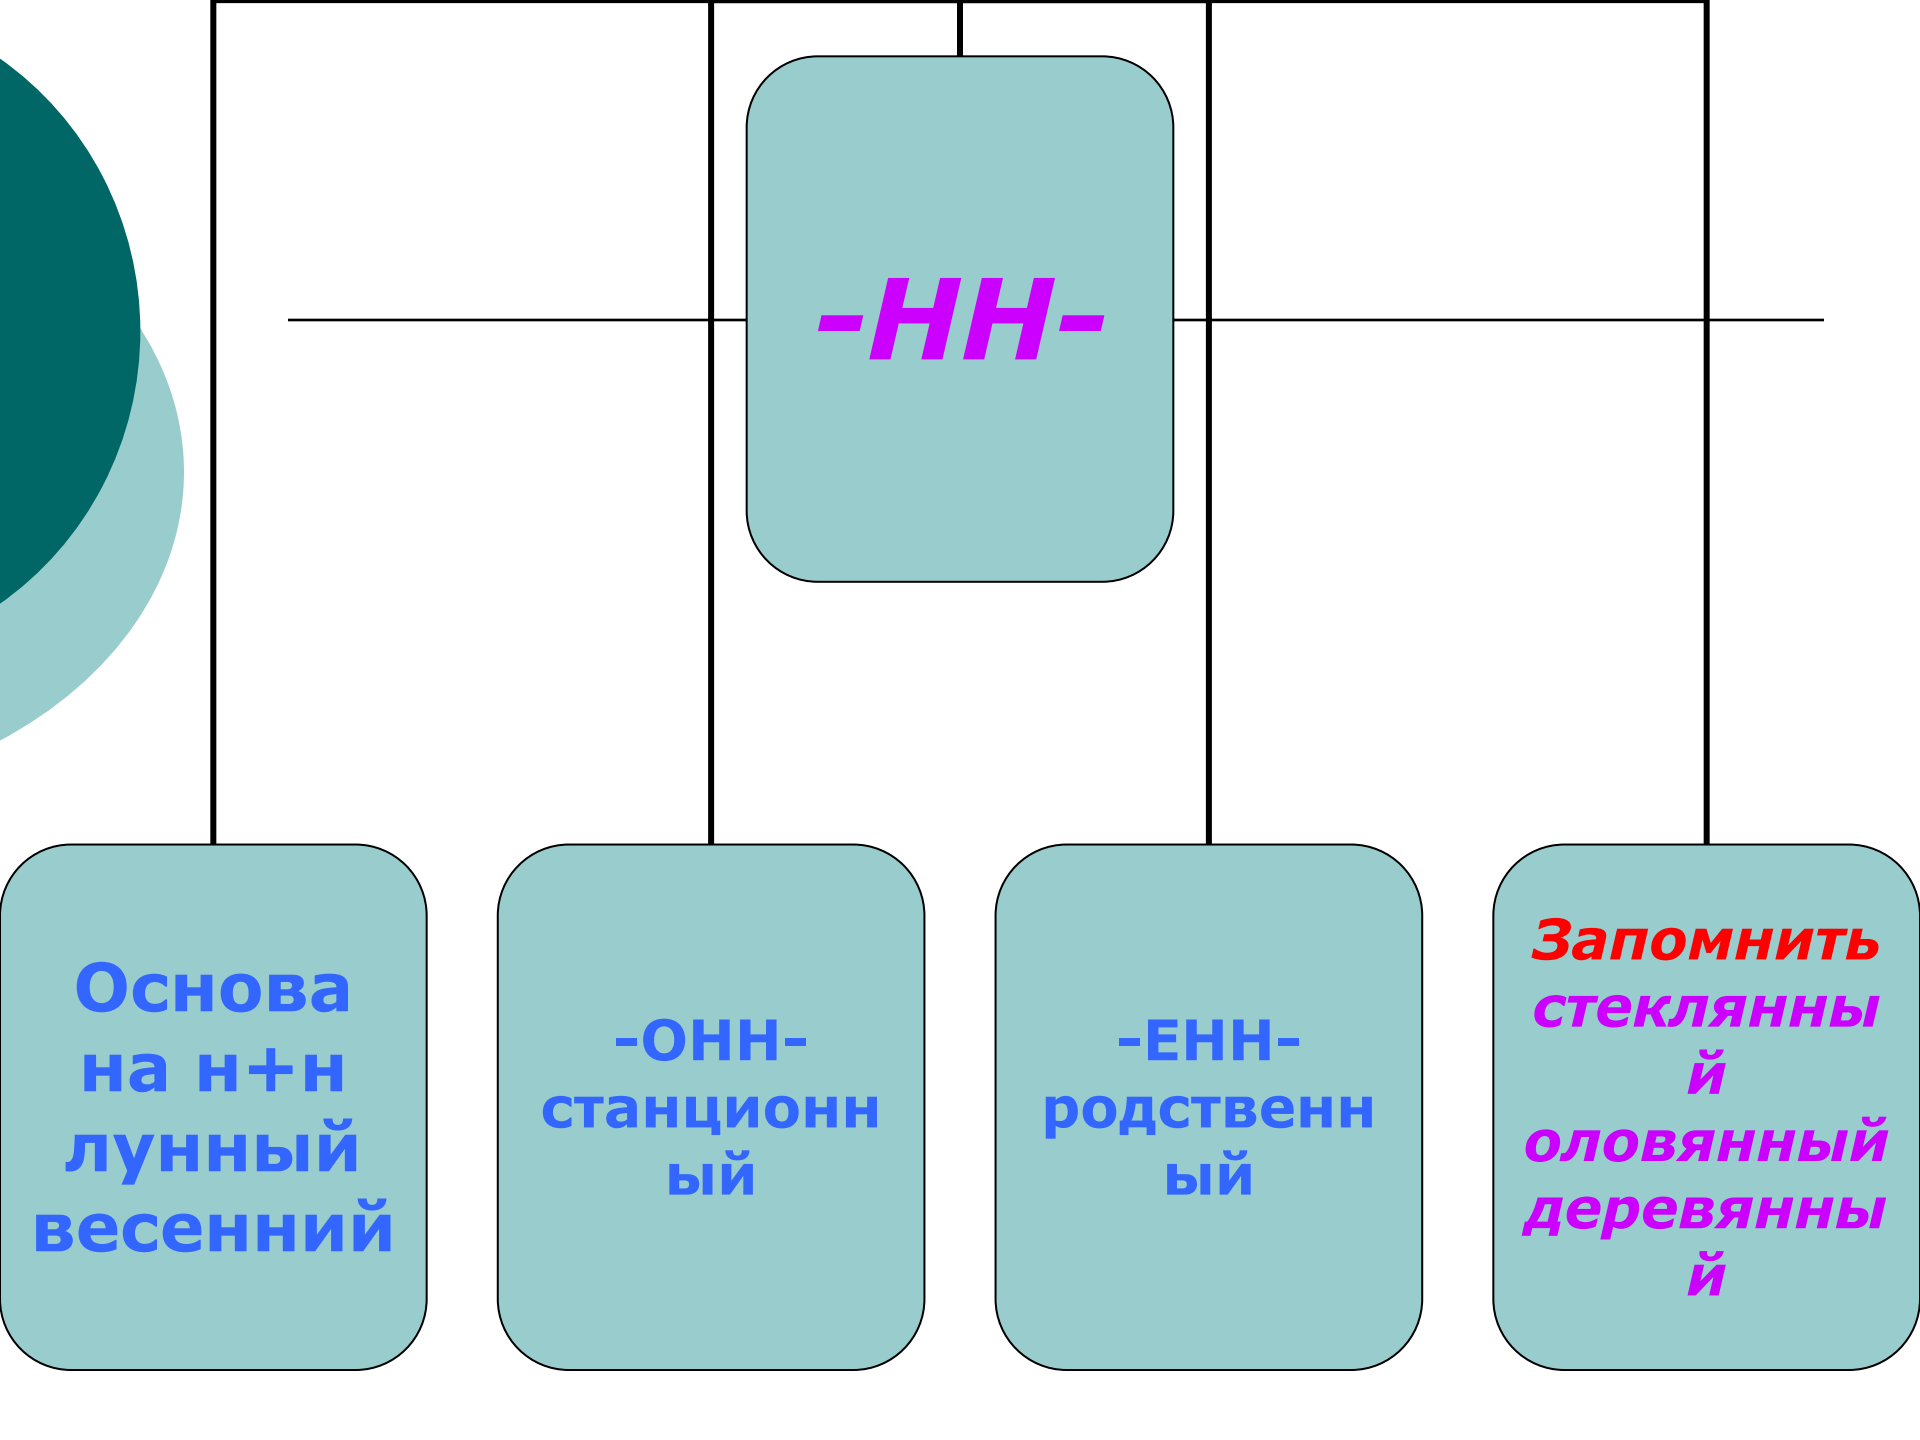 -НН-
Основа
на н+н
лунный
весенний
-ОНН-
станционн
ый
-ЕНН-
родственн
ый
Запомнить
стеклянны
й
оловянный
деревянны
й